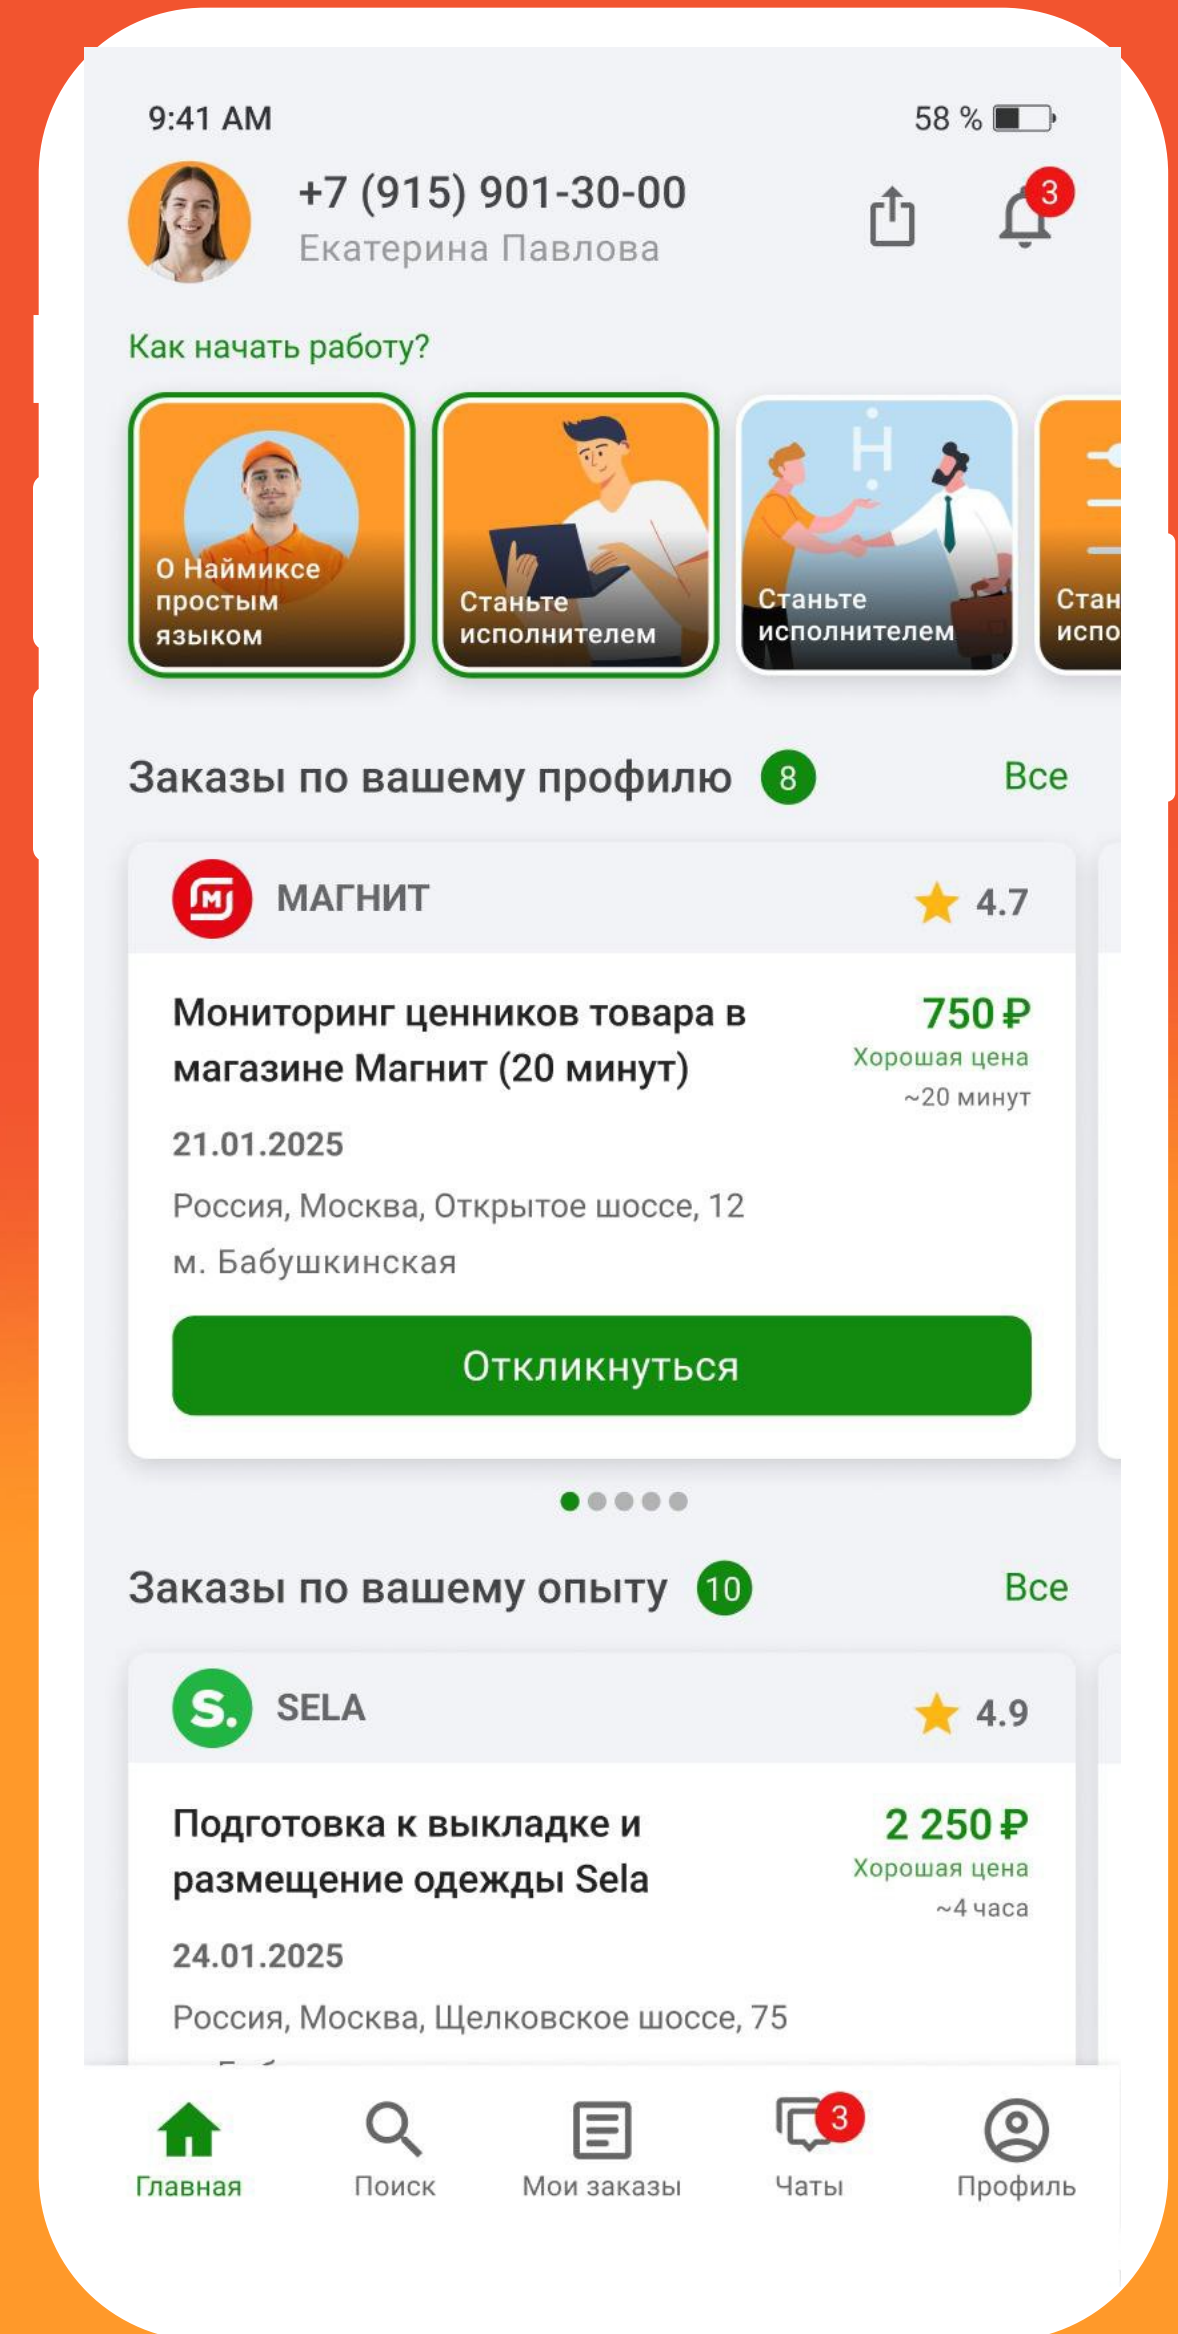 9:41 AM
58 %
+7 (915) 901-30-00
3
Екатерина Павлова
Как начать работу?
О Наймиксе
простым
языком
Станьте
исполнителем
Н
Станьте
исполнителем
Стан
испо
Заказы по вашему профилю 8 Все
МАГНИТ 4.7
Мониторинг ценников товара в
магазине Магнит (20 минут)
750 ₽
Хорошая цена
~20 минут
21.01.2025
Россия, Москва, Открытое шоссе, 12
м. Бабушкинская
Откликнуться
Заказы по вашему опыту 10 Все
S. SELA 4.9
Подготовка к выкладке и
размещение одежды Sela
2 250 ₽
Хорошая цена
~4 часа
24.01.2025
Россия, Москва, Щелковское шоссе, 75
3
Главная Поиск Мои заказы Чаты Профиль